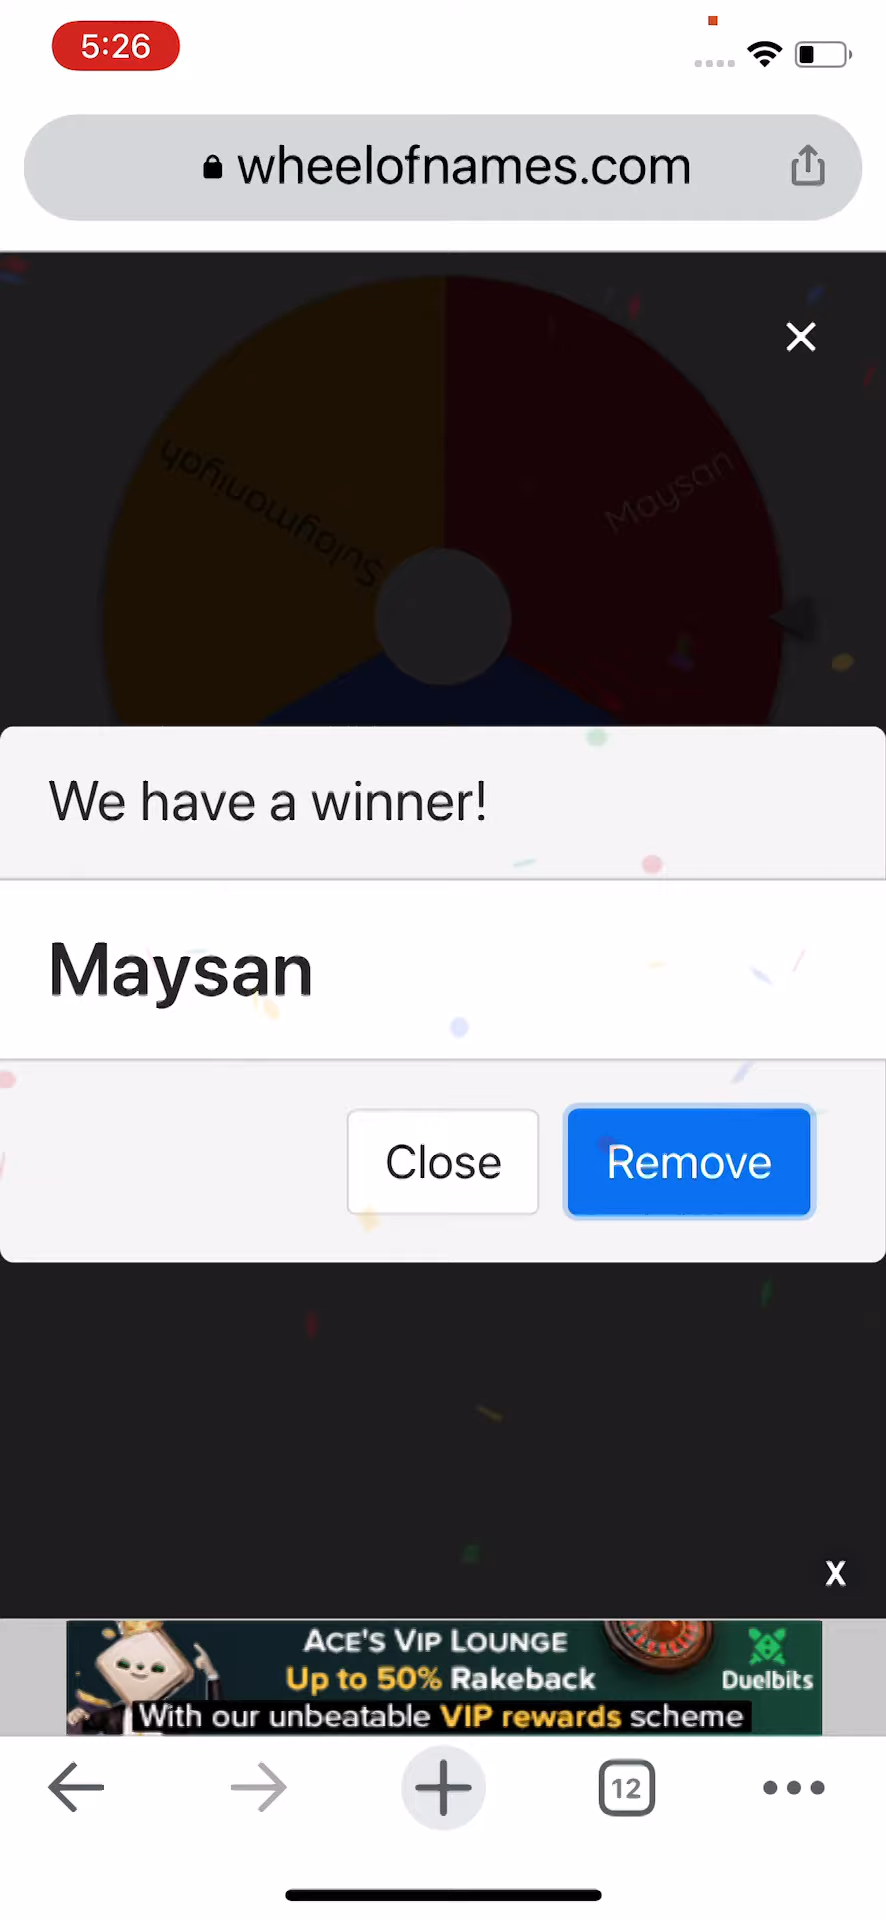 5:26
wheelofnames.com
Sulaymaniyah
Maysan
We have a winner!
Maysan
Close
Remove
X
ACE'S VIP LOUNGE
Up to 50% Rakeback
Duelbits
With our unbeatable VIP rewards scheme
12